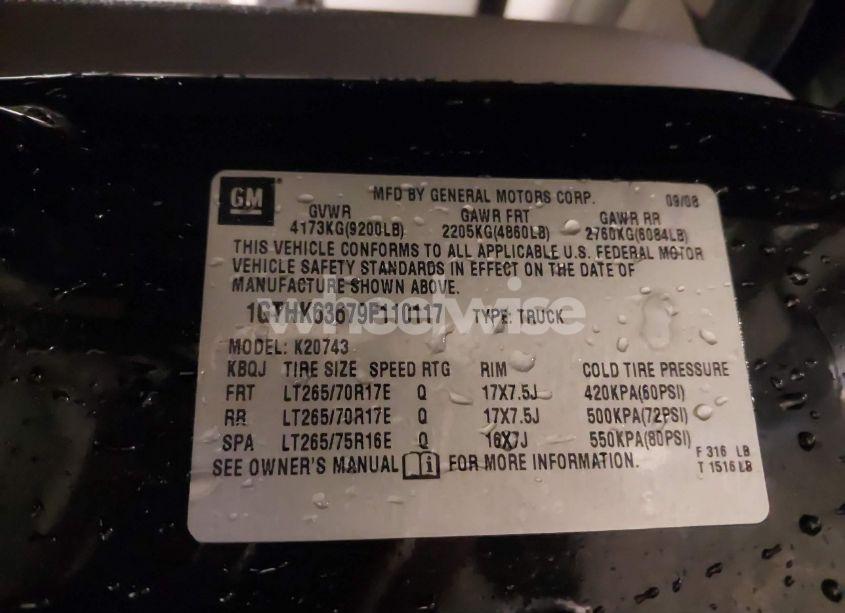 GM
MFD BY GENERAL MOTORS CORP. 09/08
GVWR GAWR FRT GAWR RR
4173KG(9200LB) 2205KG(4860LB) 2760KG(6084LB)
THIS VEHICLE CONFORMS TO ALL APPLICABLE U.S. FEDERAL MOTOR
VEHICLE SAFETY STANDARDS IN EFFECT ON THE DATE OF
MANUFACTURE SHOWN ABOVE.
1GTHK63679F110117 TYPE: TRUCK
wheelwise
MODEL: K20743
KBQJ TIRE SIZE SPEED RTG RIM COLD TIRE PRESSURE
FRT LT265/70R17E Q 17X7.5J 420KPA(60PSI)
RR LT265/70R17E Q 17X7.5J 500KPA(72PSI)
SPA LT265/75R16E Q 16X7J 550KPA(80PSI)
SEE OWNER'S MANUAL FOR MORE INFORMATION.
F 316 LB
T 1516 LB